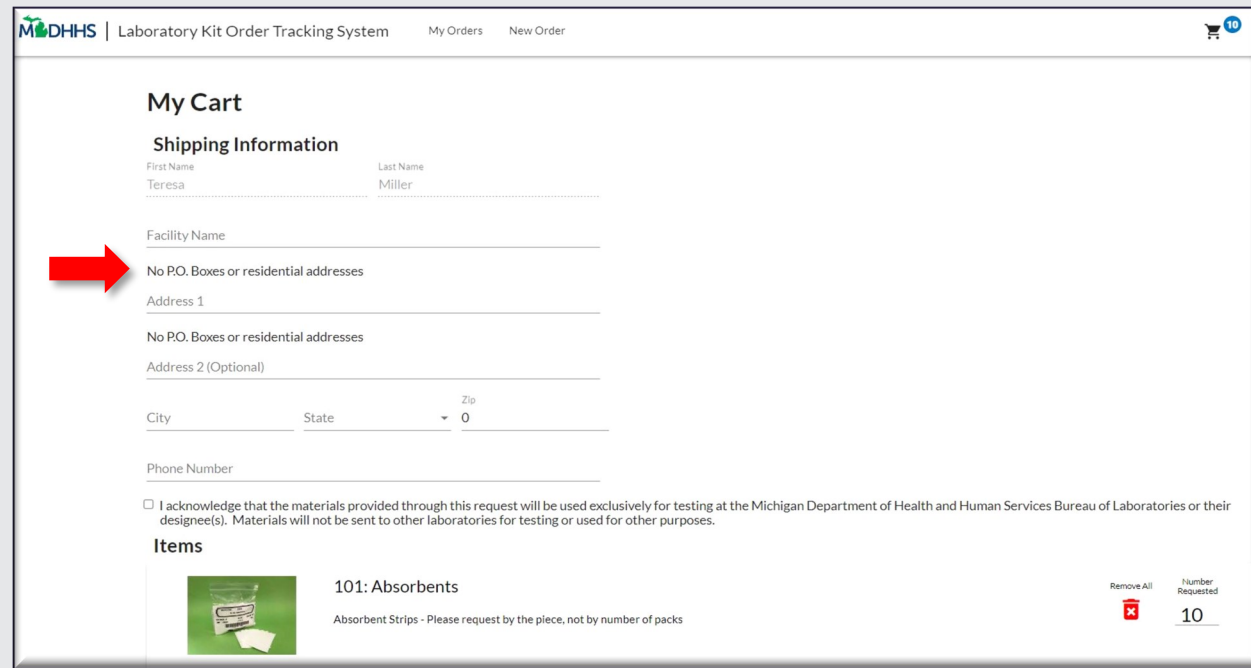 MDHHS | Laboratory Kit Order Tracking System My Orders New Order 10
My Cart
Shipping Information
First Name Last Name
Teresa Miller
Facility Name
No P.O. Boxes or residential addresses
Address 1
No P.O. Boxes or residential addresses
Address 2 (Optional)
Zip
City State 0
Phone Number
I acknowledge that the materials provided through this request will be used exclusively for testing at the Michigan Department of Health and Human Services Bureau of Laboratories or their
designee(s). Materials will not be sent to other laboratories for testing or used for other purposes.
Items
101: Absorbents
Absorbent Strips - Please request by the piece, not by number of packs
Remove All
Number
Requested
10